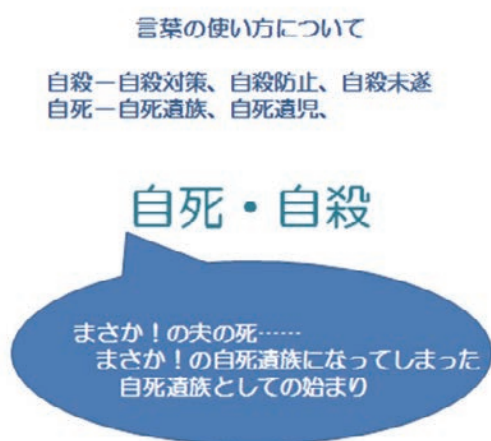 言葉の使い方について
自殺－自殺対策、自殺防止、自殺未遂
自死－自死遺族、自死遺児、
自死・自殺
まさか！の夫の死……
まさか！の自死遺族になってしまった
自死遺族としての始まり